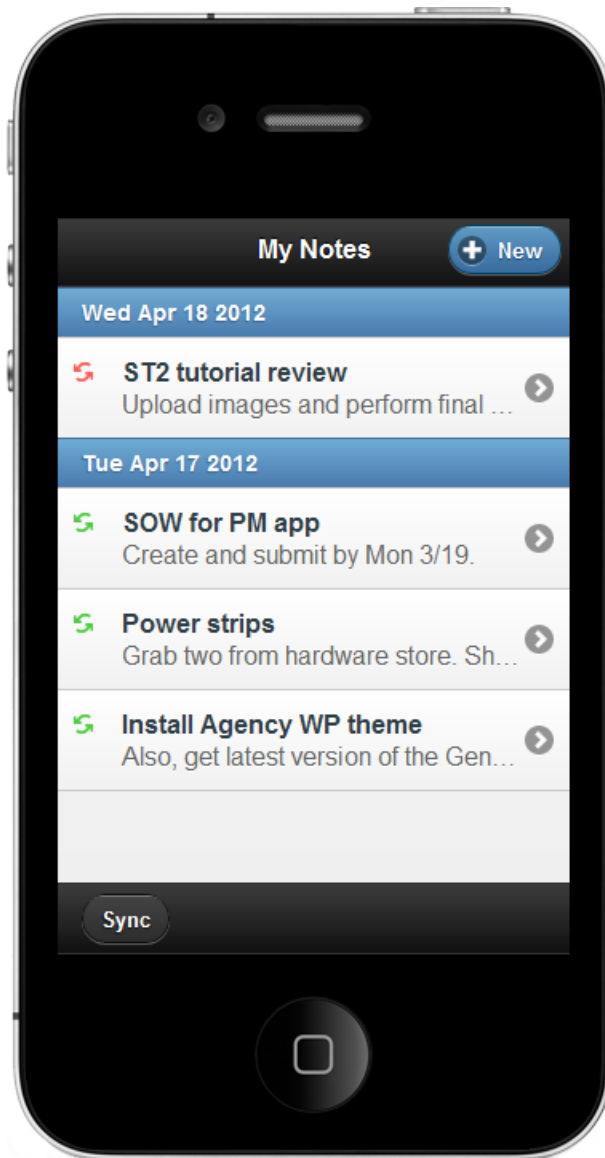 My Notes
New
Wed Apr 18 2012
ST2 tutorial review
Upload images and perform final ...
Tue Apr 17 2012
SOW for PM app
Create and submit by Mon 3/19.
Power strips
Grab two from hardware store. Sh...
Install Agency WP theme
Also, get latest version of the Gen...
Sync